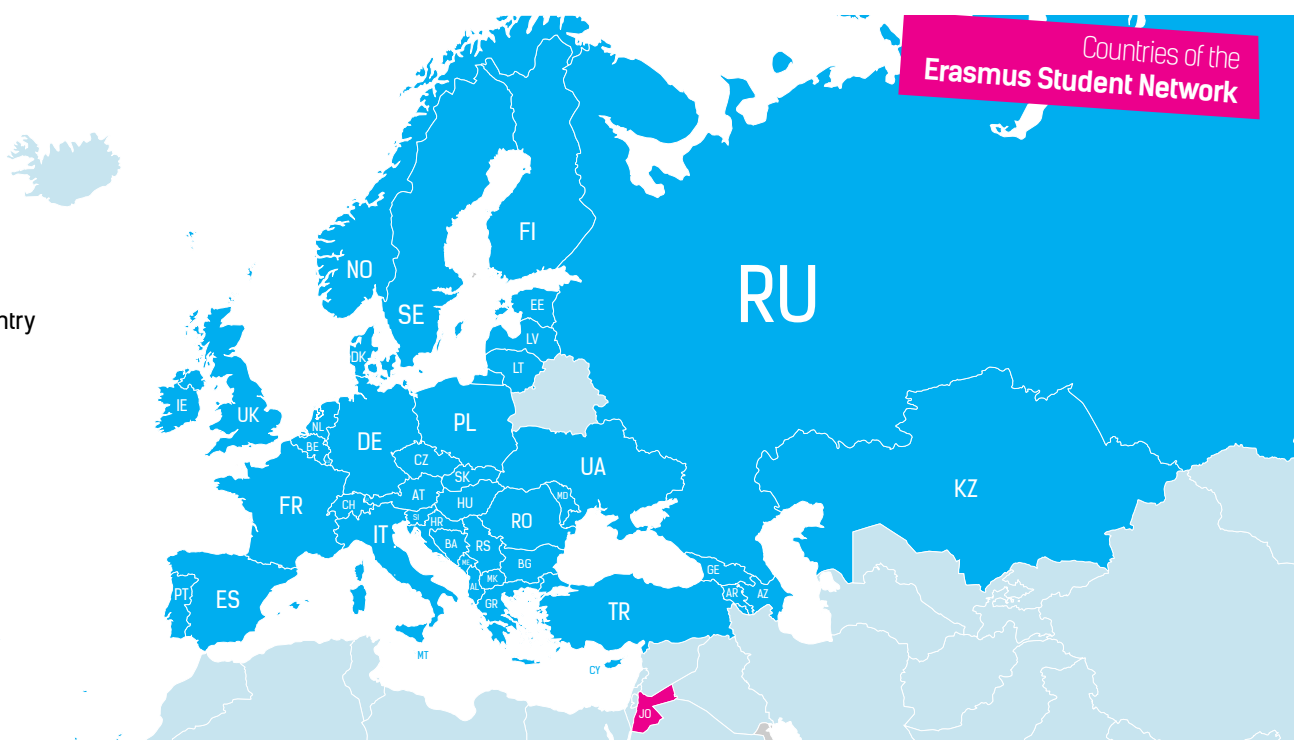 Countries of the
Erasmus Student Network
FI
NO
RU
EE
SE
ntry
LV
DK
LT
IE
UK
PL
NL
DE
BE
CZ
UA
SK
KZ
AT
MD
CH
HU
FR
SI
HR
RO
IT
BA
RS
ME
BG
GE
MK
AL
PT
ES
GR
AR
AZ
TR
MT
CY
JO